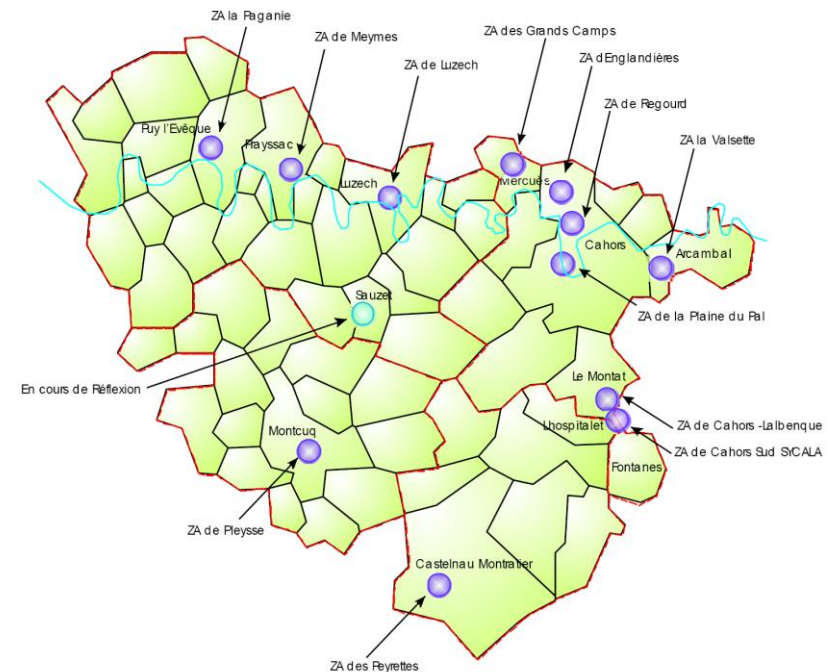 ZA la Paganie
ZA de Meymes
ZA des Grands Camps
ZA dEnglandières
ZA de Luzech
ZA de Regourd
ZA la Valsette
Puy l'Evêque
Prayssac
Luzech
Mercuès
Cahors
Arcambal
Sauzet
ZA de la Plaine du Pal
En cours de Réflexion
Le Montat
Lhospitalet
ZA de Cahors -Lalbenque
ZA de Cahors Sud SYCALA
Montcuq
Fontanes
ZA de Pleysse
Castelnau Montratier
ZA des Peyrettes